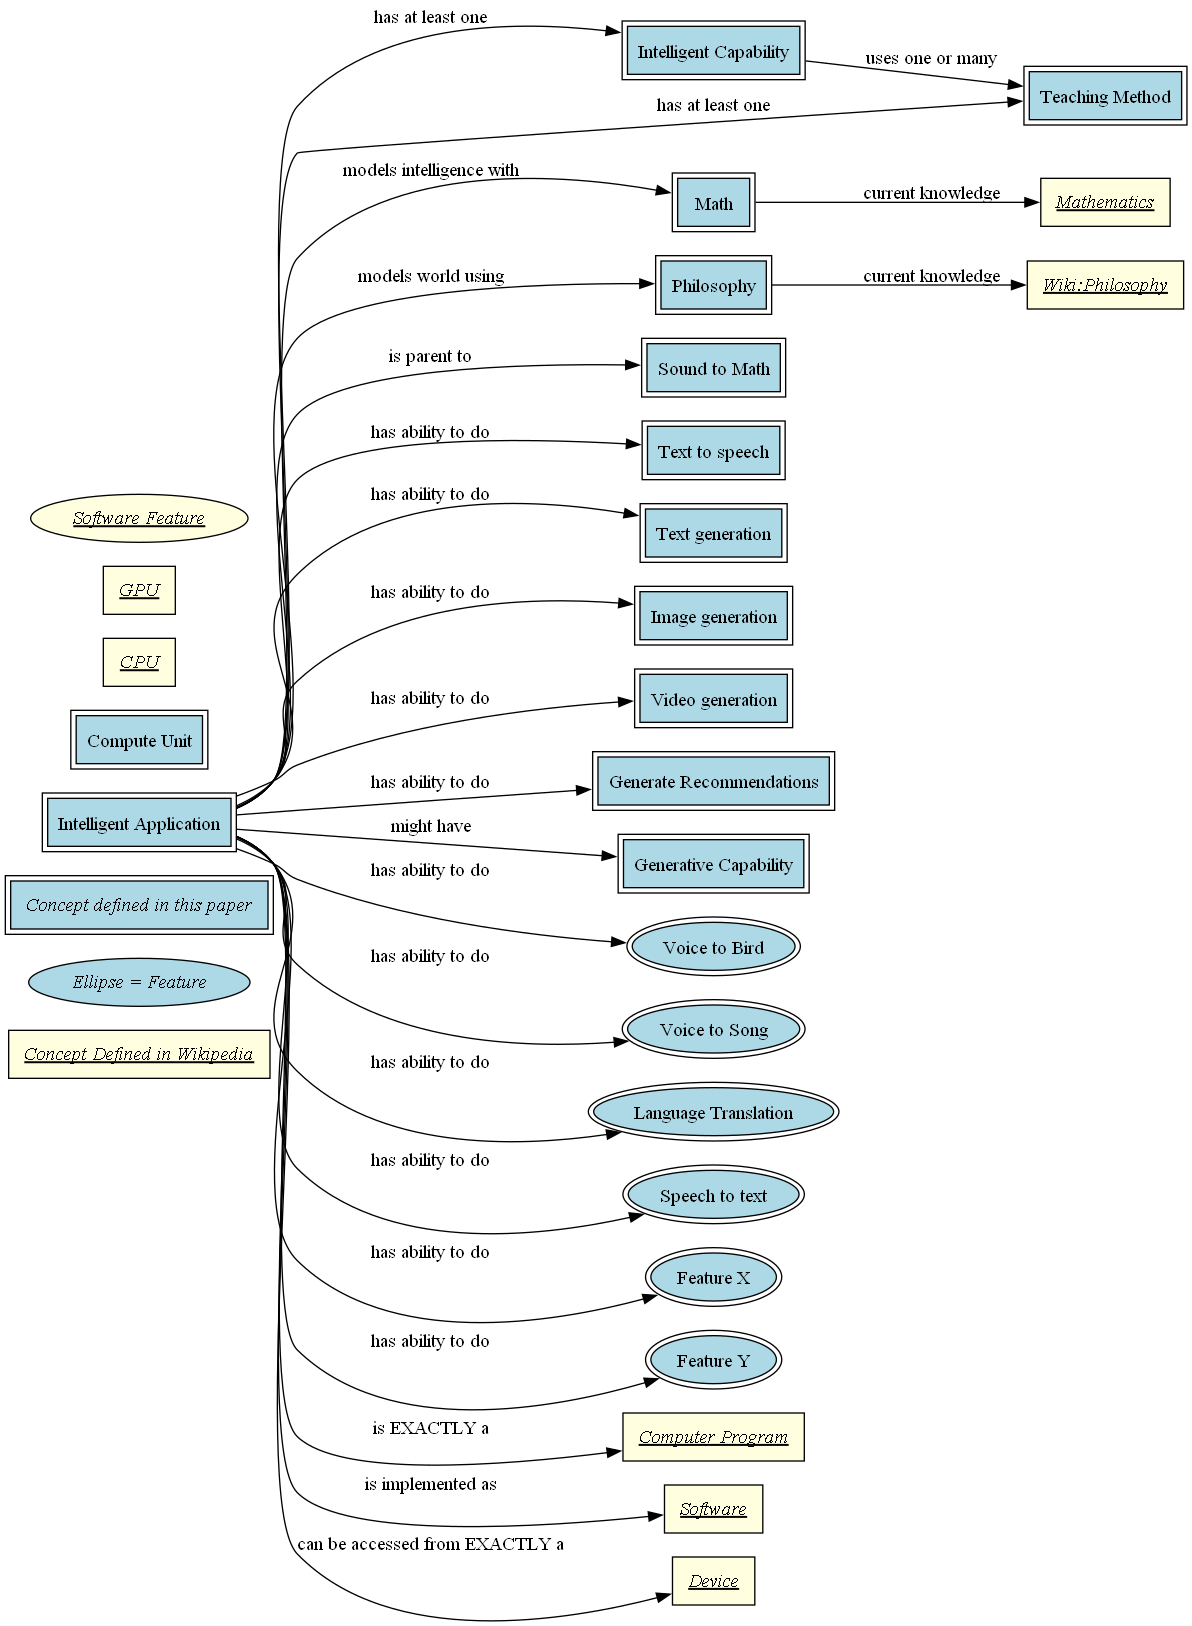 has at least one
Intelligent Capability
uses one or many
Teaching Method
has at least one
models intelligence with
Math
current knowledge
Mathematics
models world using
Philosophy
current knowledge
Wiki:Philosophy
is parent to
Sound to Math
has ability to do
Text to speech
has ability to do
Text generation
Software Feature
GPU
has ability to do
Image generation
CPU
has ability to do
Video generation
Compute Unit
has ability to do
Generate Recommendations
Intelligent Application
might have
Generative Capability
has ability to do
Concept defined in this paper
Voice to Bird
has ability to do
Ellipse = Feature
Voice to Song
Concept Defined in Wikipedia
has ability to do
Language Translation
has ability to do
Speech to text
has ability to do
Feature X
has ability to do
Feature Y
is EXACTLY a
Computer Program
is implemented as
Software
can be accessed from EXACTLY a
Device